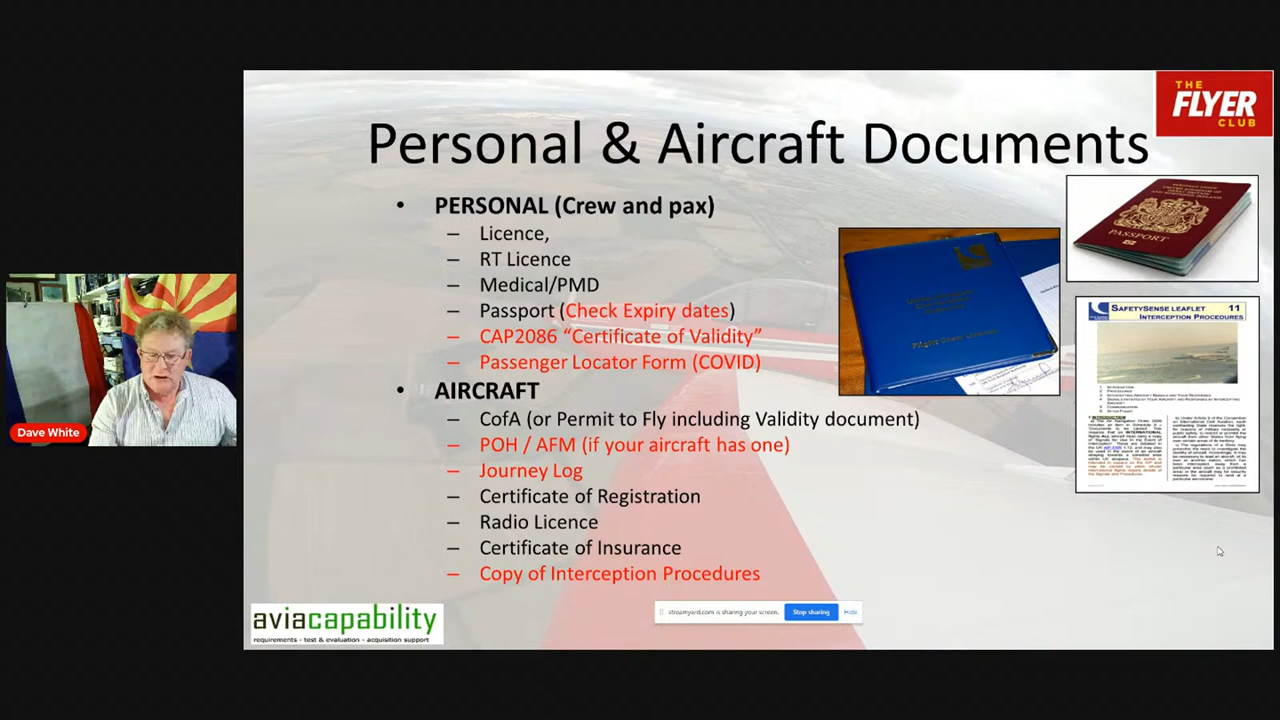 THE
FLYER
CLUB
Personal & Aircraft Documents
• PERSONAL (Crew and pax)
– Licence,
– RT Licence
– Medical/PMD
– Passport (Check Expiry dates)
– CAP2086 “Certificate of Validity”
– Passenger Locator Form (COVID)
• AIRCRAFT
– CofA (or Permit to Fly including Validity document)
– POH / AFM (if your aircraft has one)
– Journey Log
– Certificate of Registration
– Radio Licence
– Certificate of Insurance
– Copy of Interception Procedures
PASSPORT
SAFETYSENSE LEAFLET 11
INTERCEPTION PROCEDURES
Dave White
aviacapability
requirements - test & evaluation - acquisition support
streamyard.com is sharing your screen.
Stop sharing
Hide